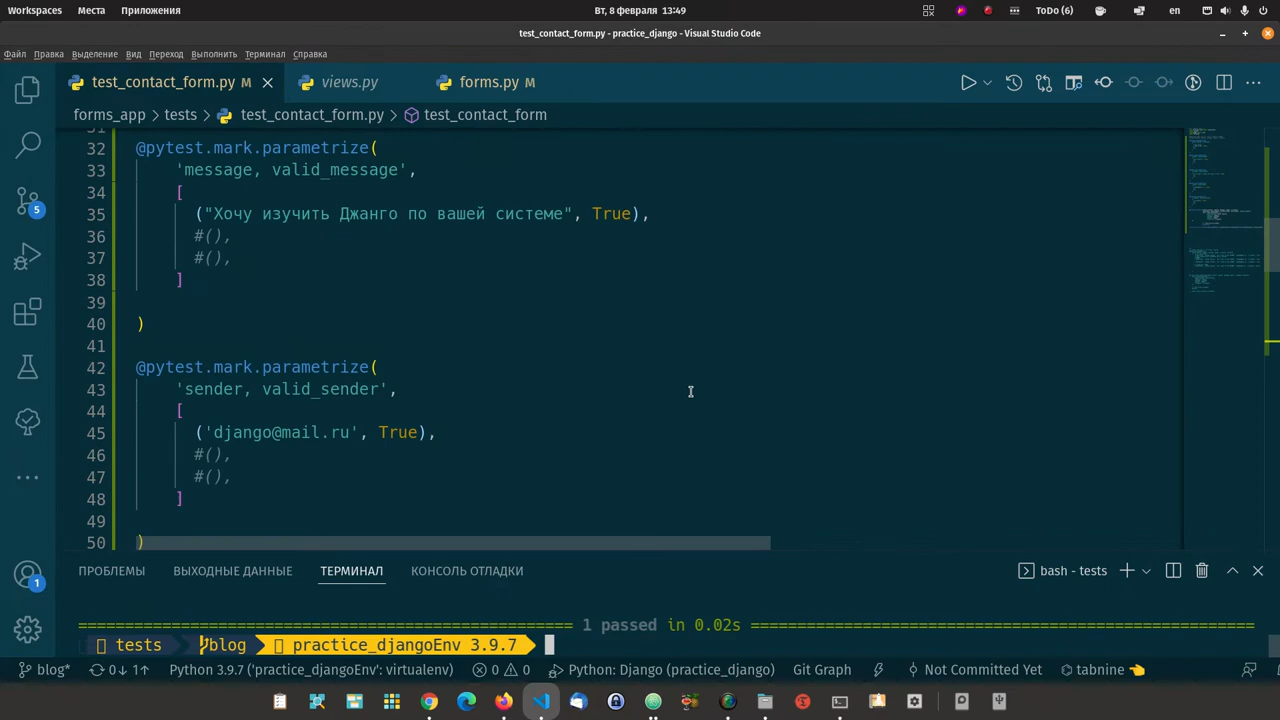 Workspaces Места Приложения Вт, 8 февраля 13:49 ToDo (6) en
test_contact_form.py - practice_django - Visual Studio Code
Файл Правка Выделение Вид Переход Выполнить Терминал Справка
test_contact_form.py M views.py forms.py M
forms_app > tests > test_contact_form.py > test_contact_form
32 @pytest.mark.parametrize(
33 'message, valid_message',
34 [
35 ("Хочу изучить Джанго по вашей системе", True),
36 #(),
37 #(),
38 ]
39
40 )
41
42 @pytest.mark.parametrize(
43 'sender, valid_sender',
44 [
45 ('django@mail.ru', True),
46 #(),
47 #(),
48 ]
49
50 )
5
1
ПРОБЛЕМЫ ВЫХОДНЫЕ ДАННЫЕ ТЕРМИНАЛ КОНСОЛЬ ОТЛАДКИ bash - tests
1 passed in 0.02s
tests blog practice_djangoEnv 3.9.7
blog* 0↓ 1↑ Python 3.9.7 ('practice_djangoEnv': virtualenv) 0 0 Python: Django (practice_django) Git Graph Not Committed Yet tabnine